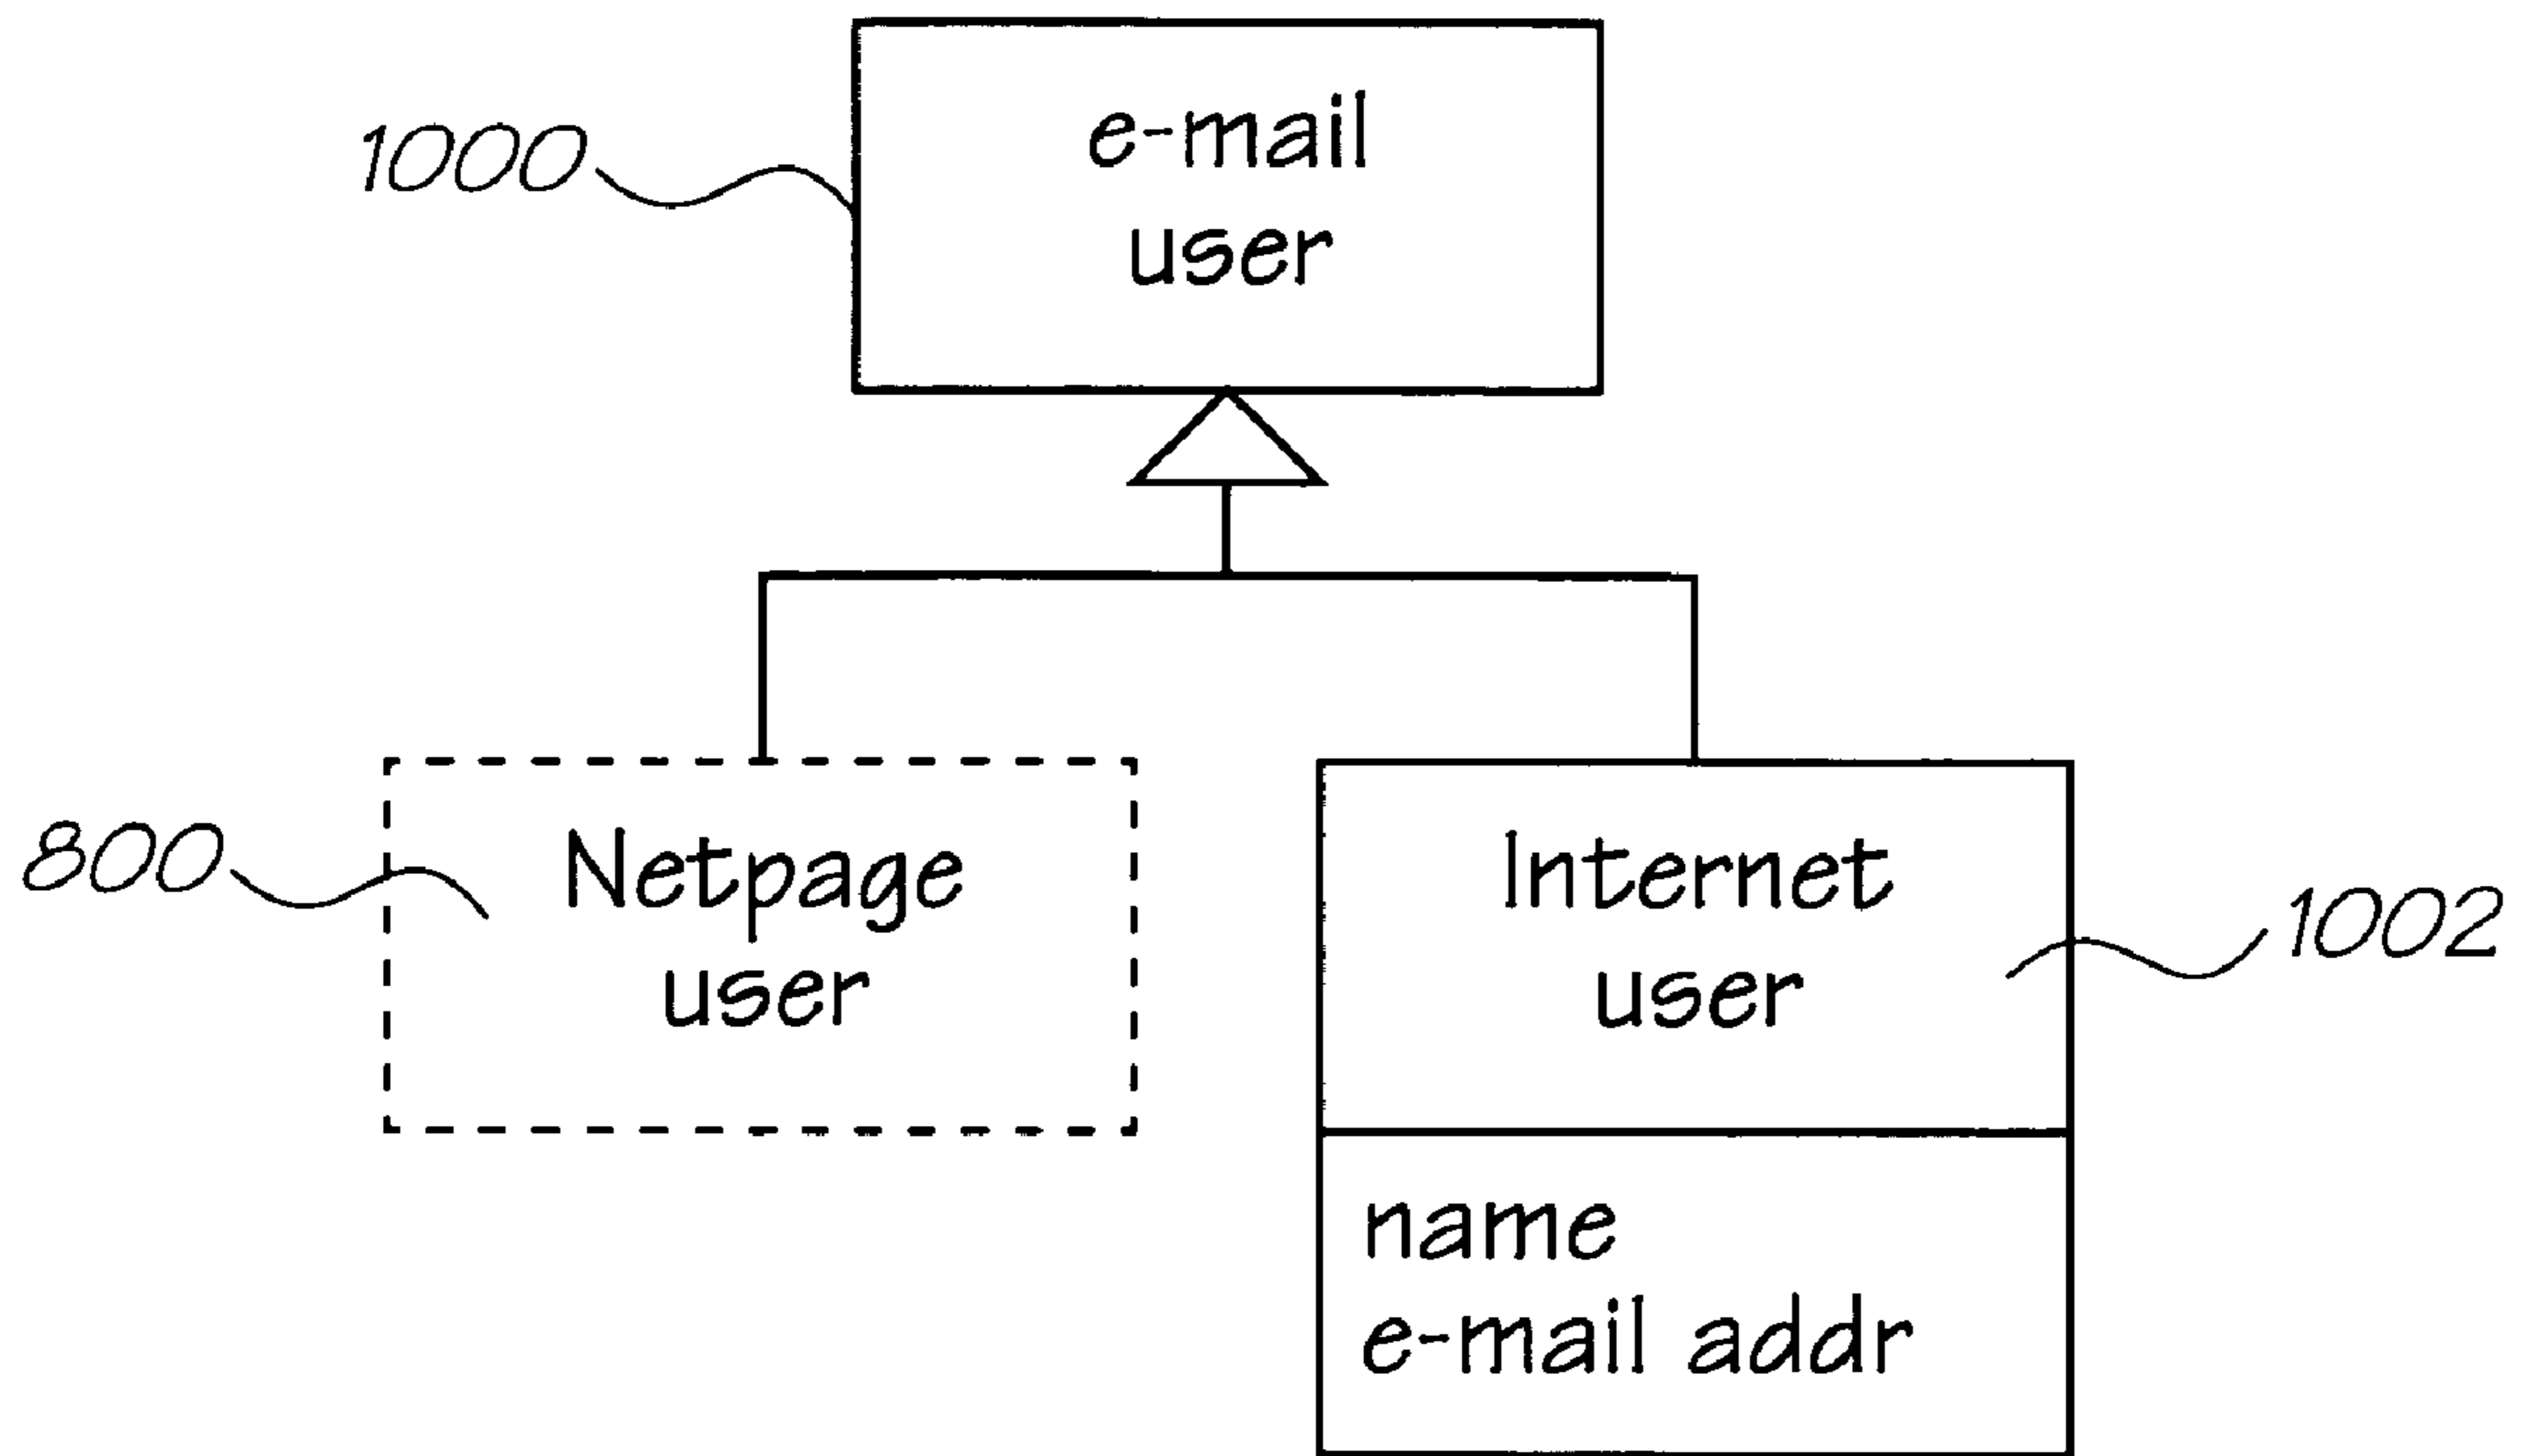 1000
e-mail
user
800
Netpage
user
Internet
user
1002
name
e-mail addr